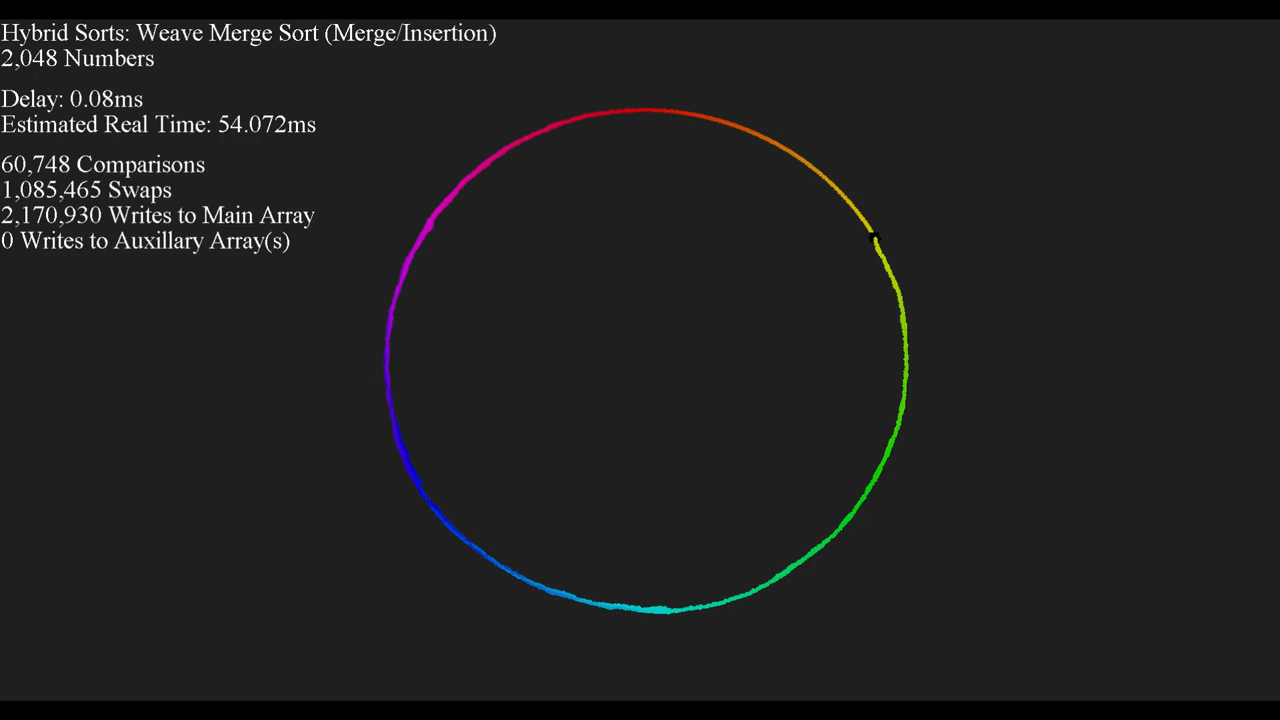 Hybrid Sorts: Weave Merge Sort (Merge/Insertion)
2,048 Numbers
Delay: 0.08ms
Estimated Real Time: 54.072ms
60,748 Comparisons
1,085,465 Swaps
2,170,930 Writes to Main Array
0 Writes to Auxillary Array(s)